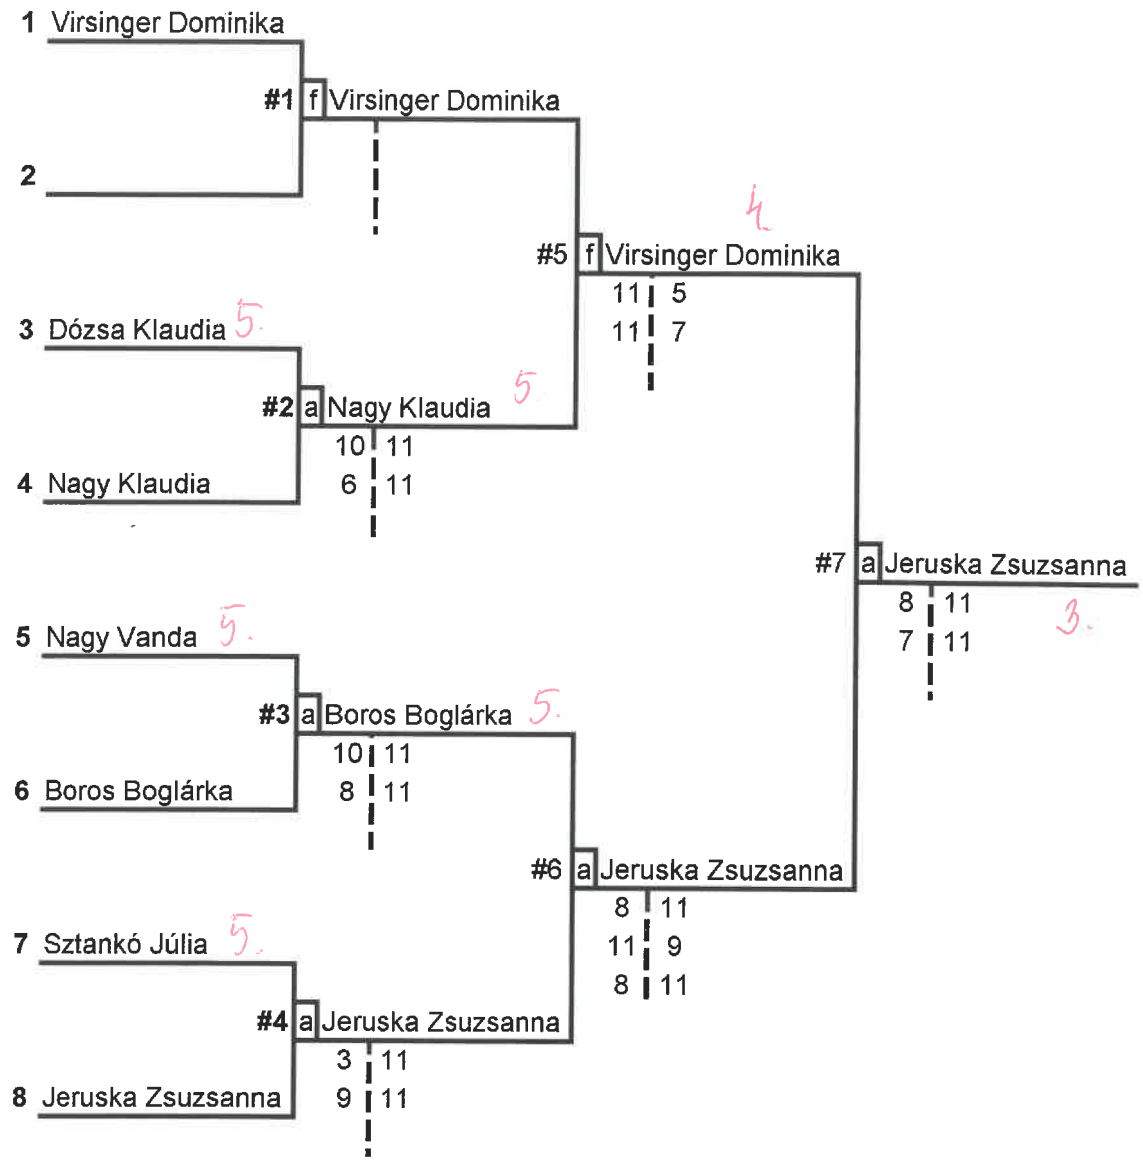 1 Virsinger Dominika
#1 f Virsinger Dominika
2
4.
#5 f Virsinger Dominika
11 5
11 7
3 Dózsa Klaudia 5.
#2 a Nagy Klaudia 5
10 11
6 11
4 Nagy Klaudia
#7 a Jeruska Zsuzsanna
8 11
7 11
3.
5 Nagy Vanda 5.
#3 a Boros Boglárka 5.
10 11
8 11
6 Boros Boglárka
#6 a Jeruska Zsuzsanna
8 11
11 9
8 11
7 Sztankó Júlia 5.
#4 a Jeruska Zsuzsanna
3 11
9 11
8 Jeruska Zsuzsanna